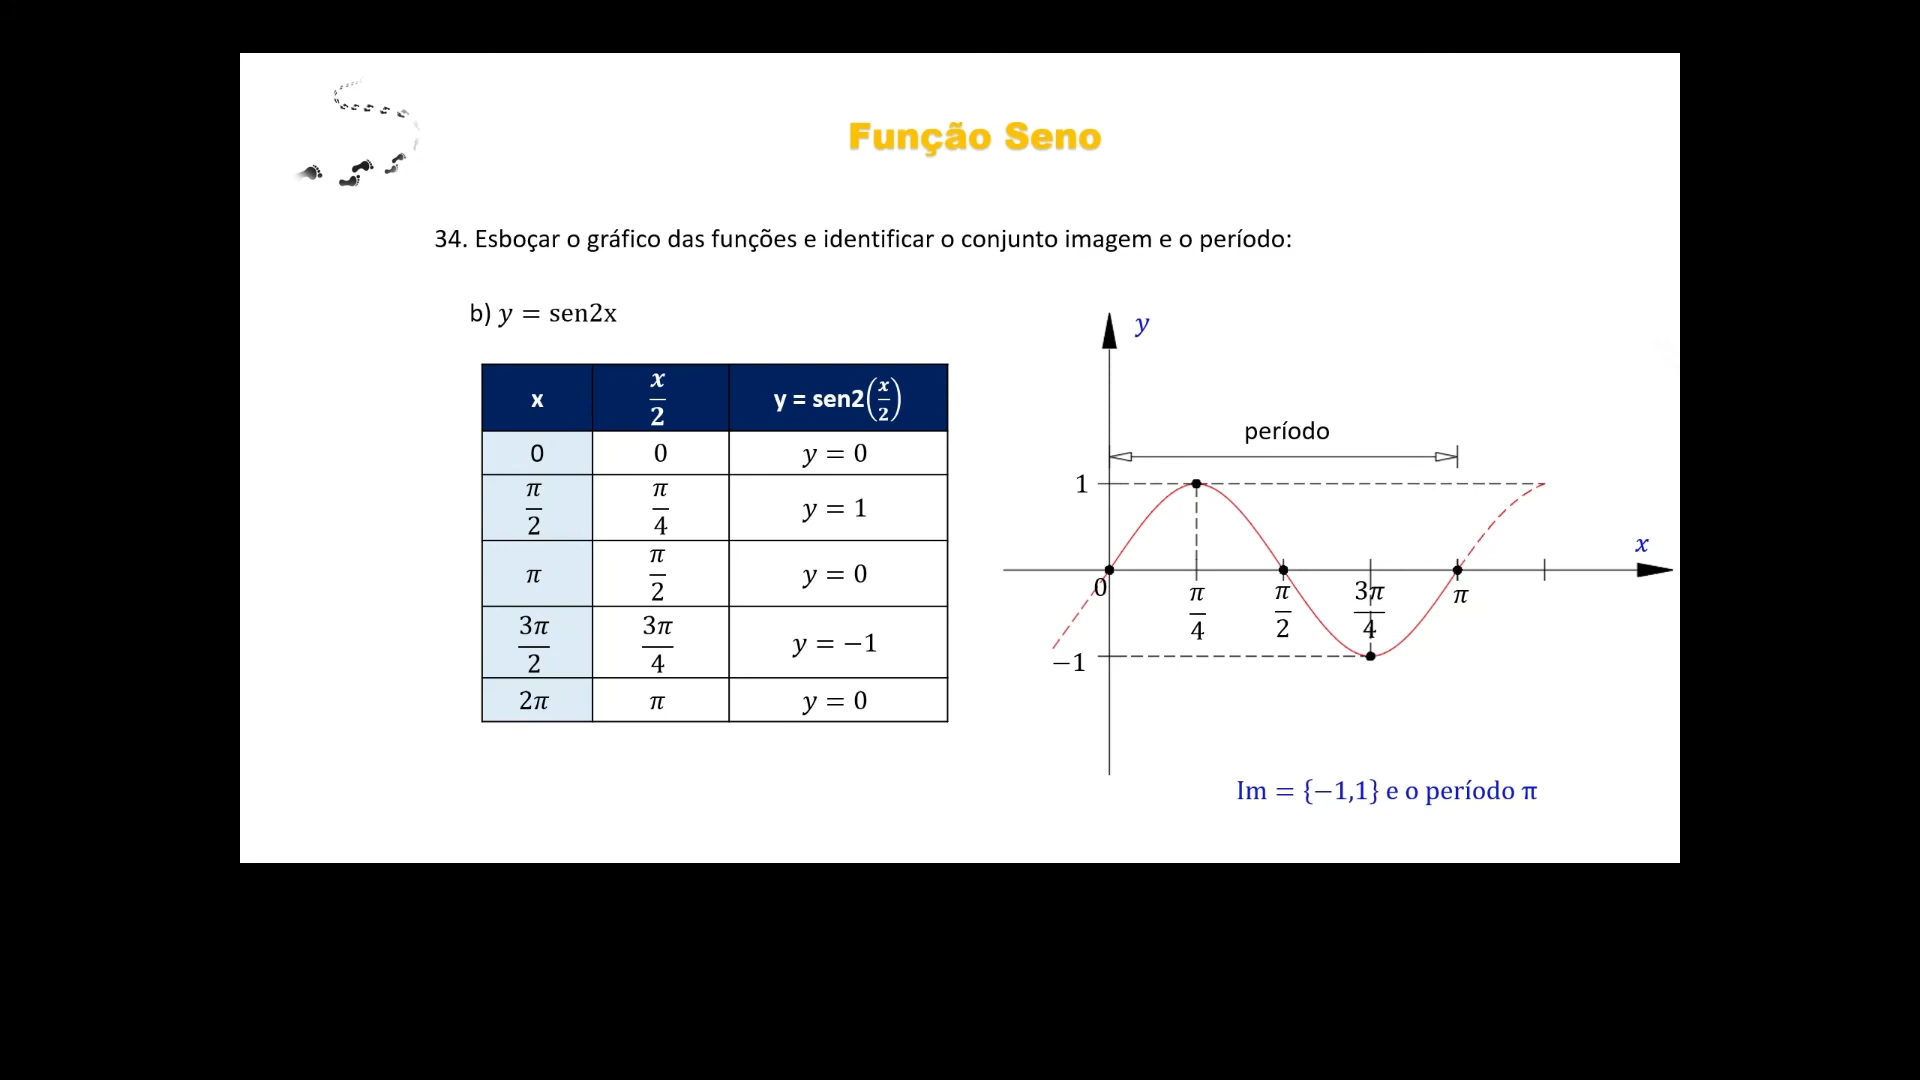 Função Seno
34. Esboçar o gráfico das funções e identificar o conjunto imagem e o período:
b) y = sen2x
x | x/2 | y = sen2(x/2)
0 | 0 | y = 0
π/2 | π/4 | y = 1
π | π/2 | y = 0
3π/2 | 3π/4 | y = −1
2π | π | y = 0
y
período
1
x
0
π/4
π/2
3π/4
π
−1
Im = {−1,1} e o período π